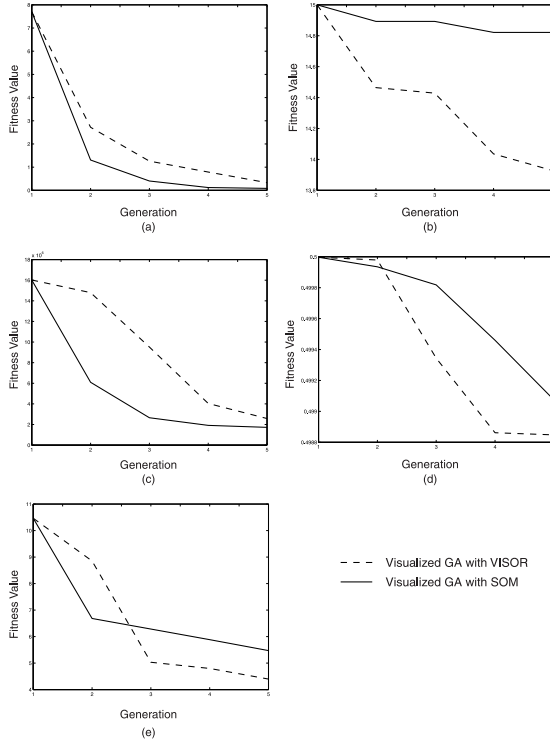 8
7
6
5
4
3
2
1
0
Fitness Value
1 2 3 4 5
Generation
(a)
15
14.8
14.6
14.4
14.2
14
13.8
Fitness Value
1 2 3 4
Generation
(b)
18
16
14
12
10
8
6
4
2
0
Fitness Value
1 2 3 4 5
Generation
(c)
0.5
0.4998
0.4996
0.4994
0.4992
0.499
0.4988
Fitness Value
1 2 3 4
Generation
(d)
11
10
9
8
7
6
5
4
Fitness Value
1 2 3 4 5
Generation
(e)
Visualized GA with VISOR
Visualized GA with SOM